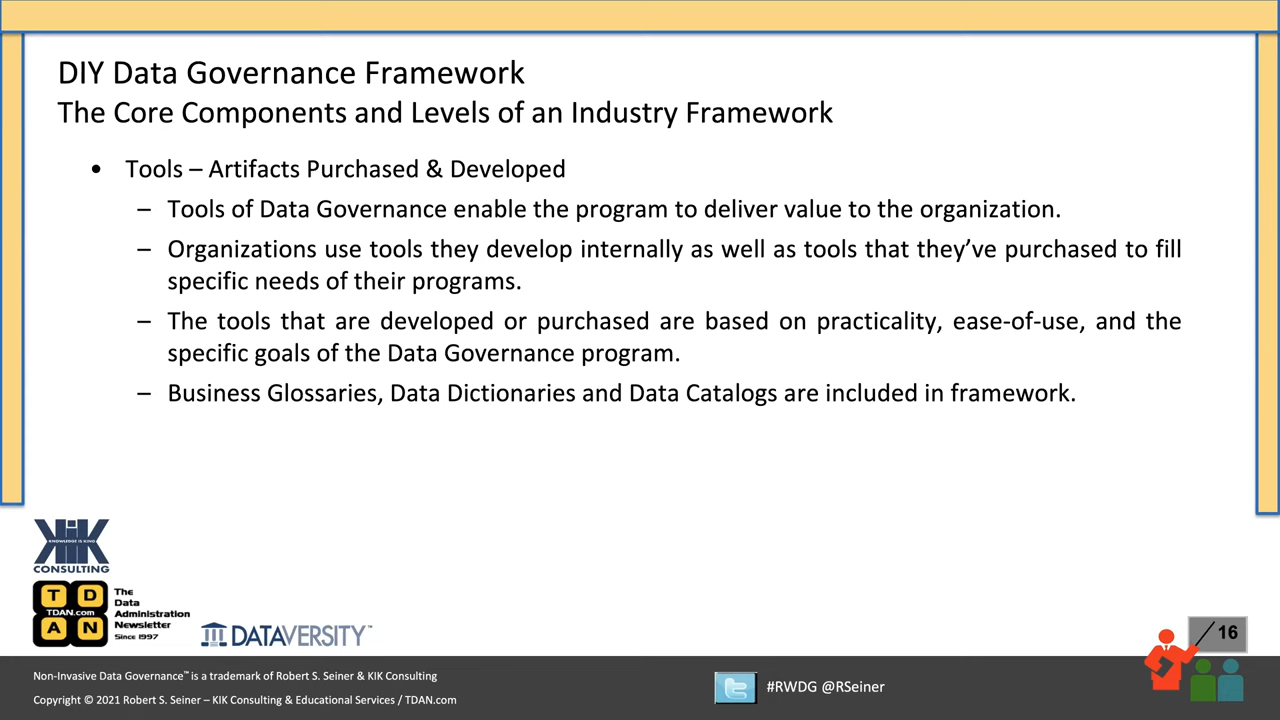 DIY Data Governance Framework
The Core Components and Levels of an Industry Framework
• Tools – Artifacts Purchased & Developed
– Tools of Data Governance enable the program to deliver value to the organization.
– Organizations use tools they develop internally as well as tools that they’ve purchased to fill
specific needs of their programs.
– The tools that are developed or purchased are based on practicality, ease-of-use, and the
specific goals of the Data Governance program.
– Business Glossaries, Data Dictionaries and Data Catalogs are included in framework.
KIK
KNOWLEDGE IS KING
CONSULTING
T D
TDAN.com
A N
The
Data
Administration
Newsletter
Since 1997
DATAVERSITY™
16
Non-Invasive Data Governance™ is a trademark of Robert S. Seiner & KIK Consulting
Copyright © 2021 Robert S. Seiner – KIK Consulting & Educational Services / TDAN.com
#RWDG @RSeiner